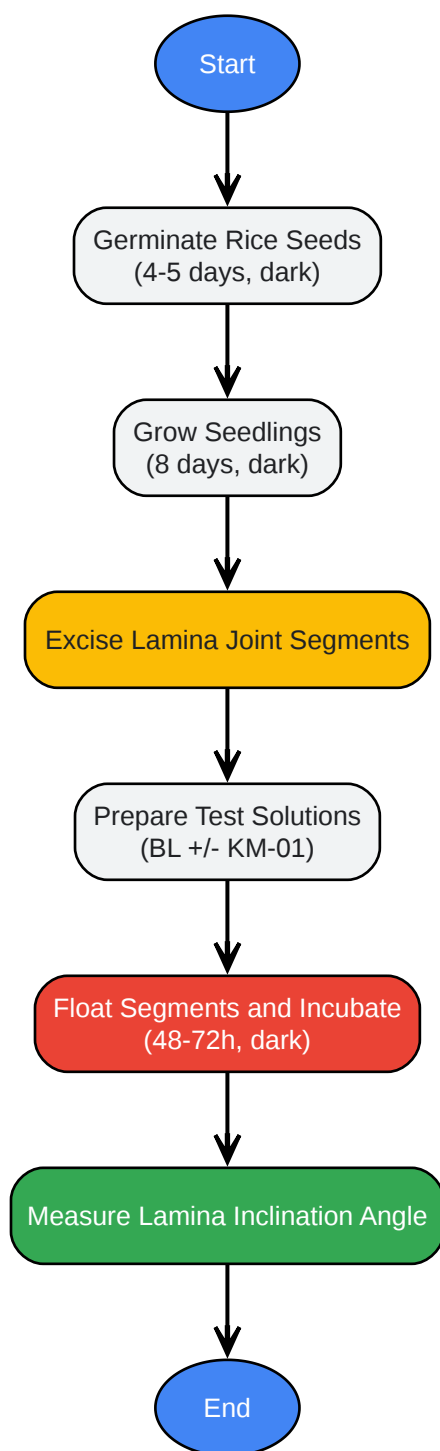 Start
Germinate Rice Seeds
(4-5 days, dark)
Grow Seedlings
(8 days, dark)
Excise Lamina Joint Segments
Prepare Test Solutions
(BL +/- KM-01)
Float Segments and Incubate
(48-72h, dark)
Measure Lamina Inclination Angle
End